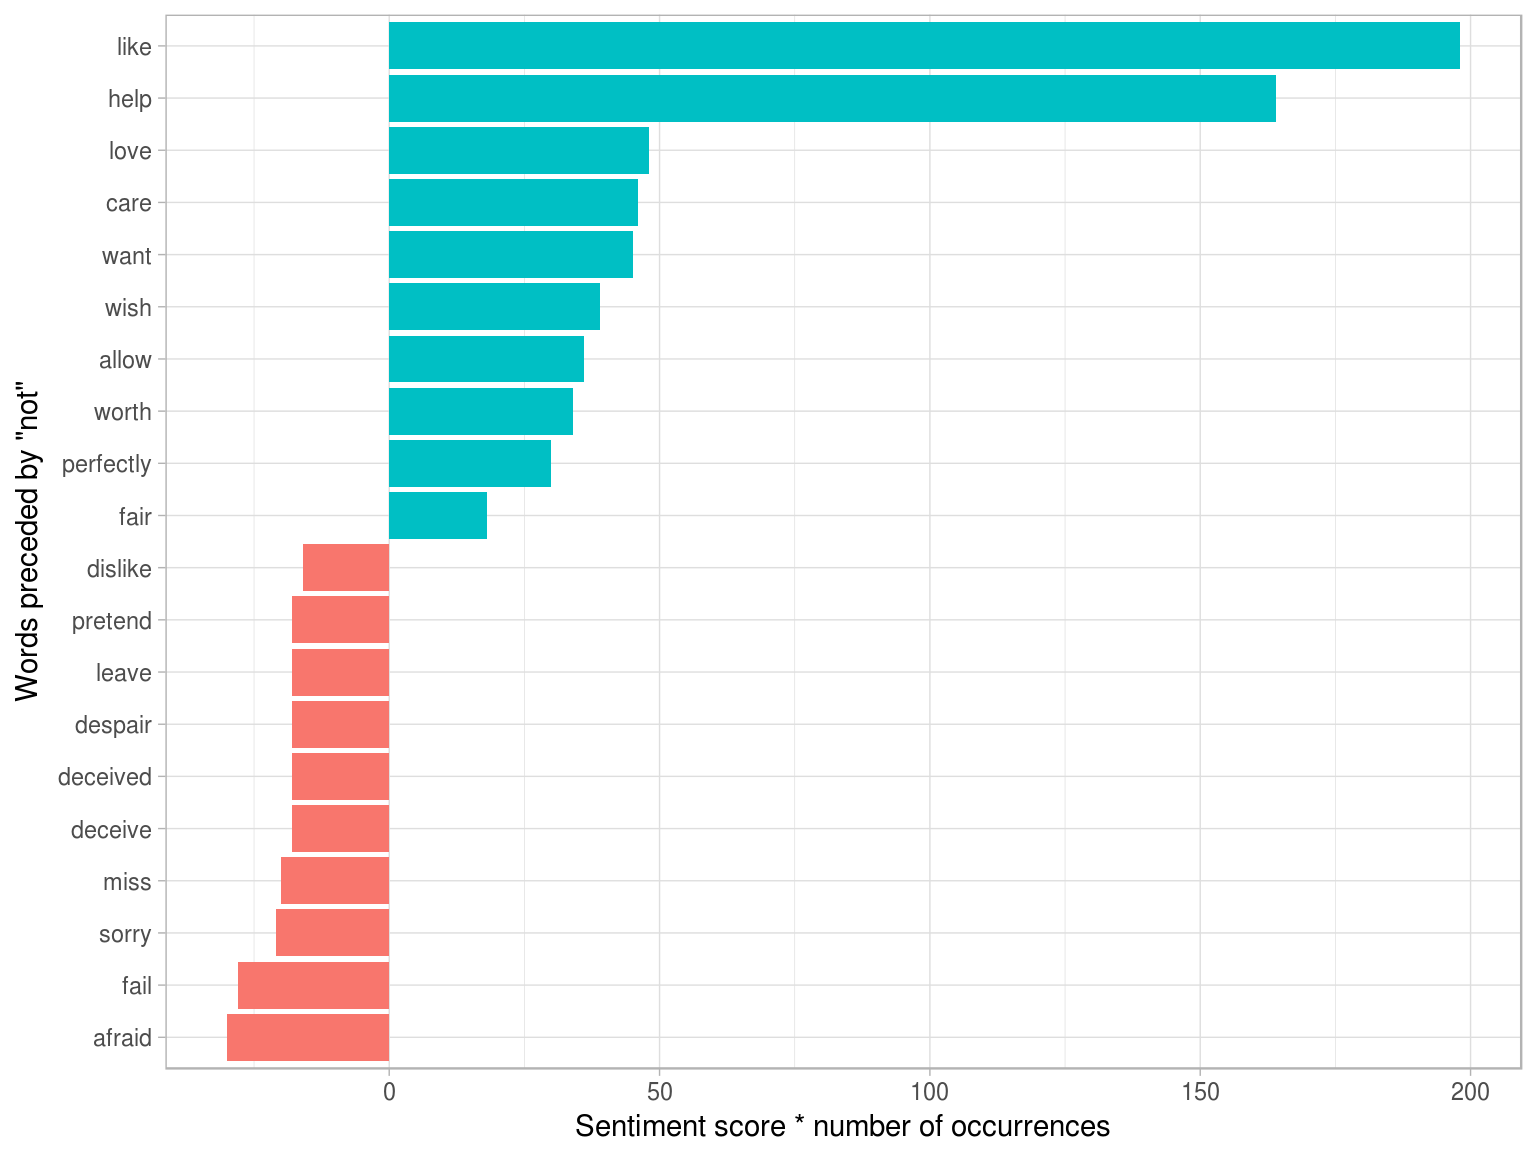 like
help
love
care
want
wish
allow
worth
perfectly
fair
dislike
pretend
leave
despair
deceived
deceive
miss
sorry
fail
afraid
Words preceded by "not"
0 50 100 150 200
Sentiment score * number of occurrences